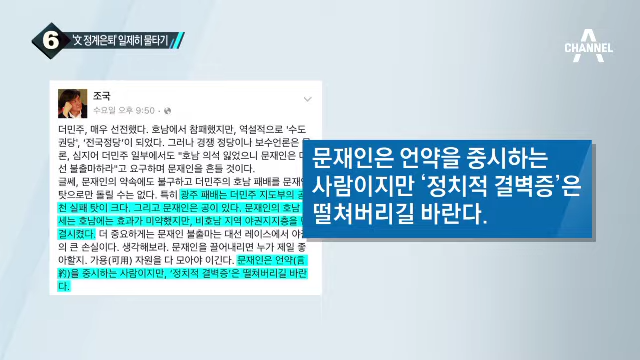 6 '文 정계은퇴' 일제히 물타기
CHANNEL A
조국
수요일 오후 9:50 ·
더민주, 매우 선전했다. 호남에서 참패했지만, 역설적으로 '수도
권당', '전국정당'이 되었다. 그러나 경쟁 정당이나 보수언론은 물
론, 심지어 더민주 일부에서도 "호남 의석 잃었으니 문재인은 대
선 불출마하라"고 요구하며 문재인을 흔들 것이다.
글쎄, 문재인의 약속에도 불구하고 더민주의 호남 패배를 문재인
탓으로만 돌릴 수는 없다. 특히 광주 패배는 더민주 지도부의 공
천 실패 탓이 크다. 그리고 문재인은 공이 있다. 문재인의 호남
세는 호남에는 효과가 미약했지만, 비호남 지역 야권지지층을
결시켰다. 더 중요하게는 문재인 불출마는 대선 레이스에서 야권
의 큰 손실이다. 생각해보라. 문재인을 끌어내리면 누가 제일 좋
아할지. 가용(可用) 자원을 다 모아야 이긴다. 문재인은 언약(言
約)을 중시하는 사람이지만, '정치적 결벽증'은 떨쳐버리길 바란
다.
문재인은 언약을 중시하는
사람이지만 '정치적 결벽증'은
떨쳐버리길 바란다.